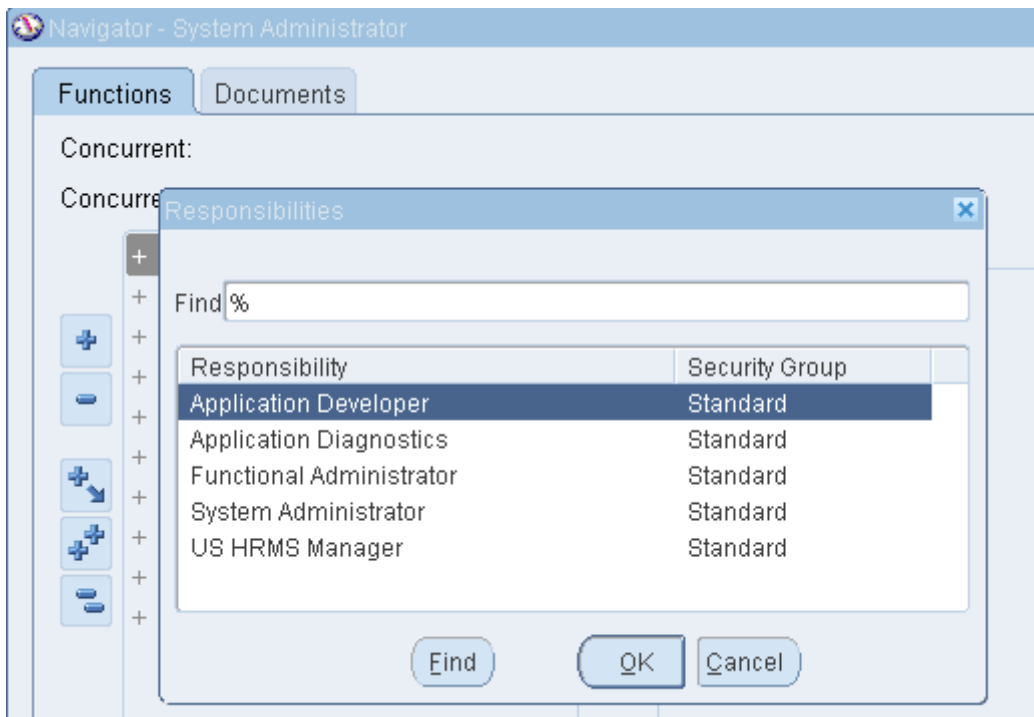 Navigator - System Administrator
Functions Documents
Concurrent:
Concurre
Responsibilities
Find %
Responsibility Security Group
Application Developer Standard
Application Diagnostics Standard
Functional Administrator Standard
System Administrator Standard
US HRMS Manager Standard
Find OK Cancel